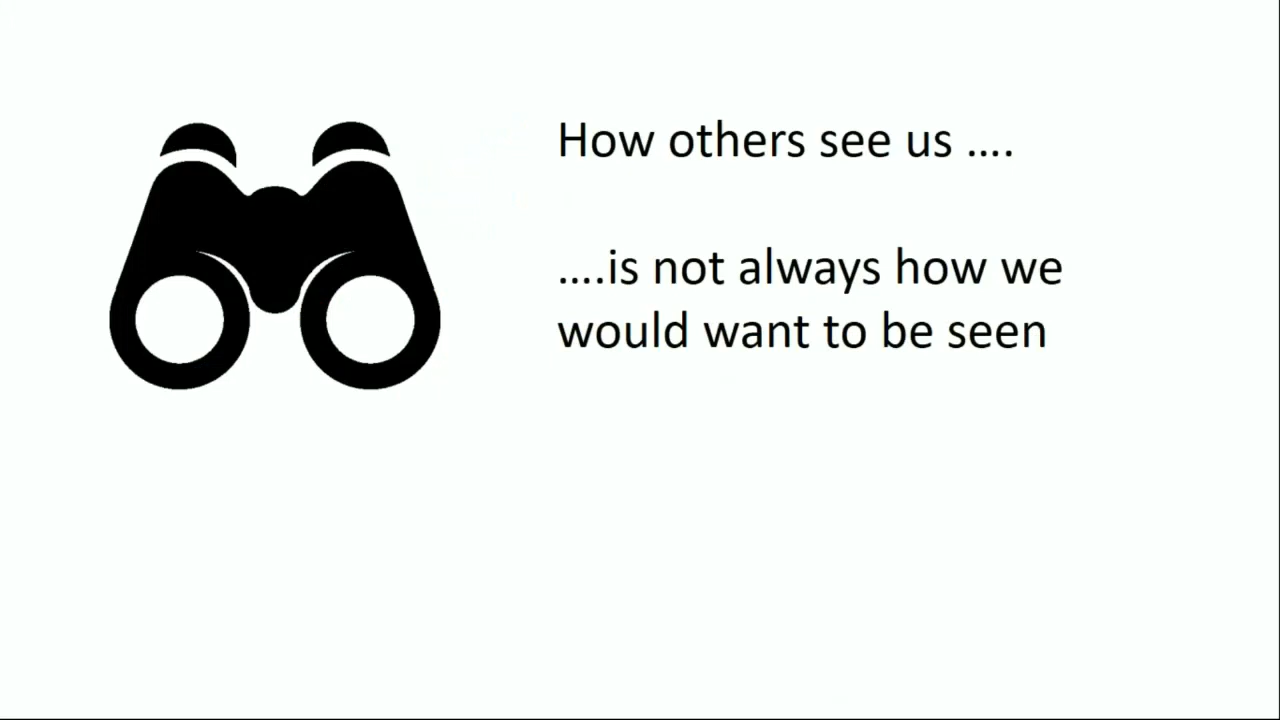 How others see us ….
….is not always how we
would want to be seen